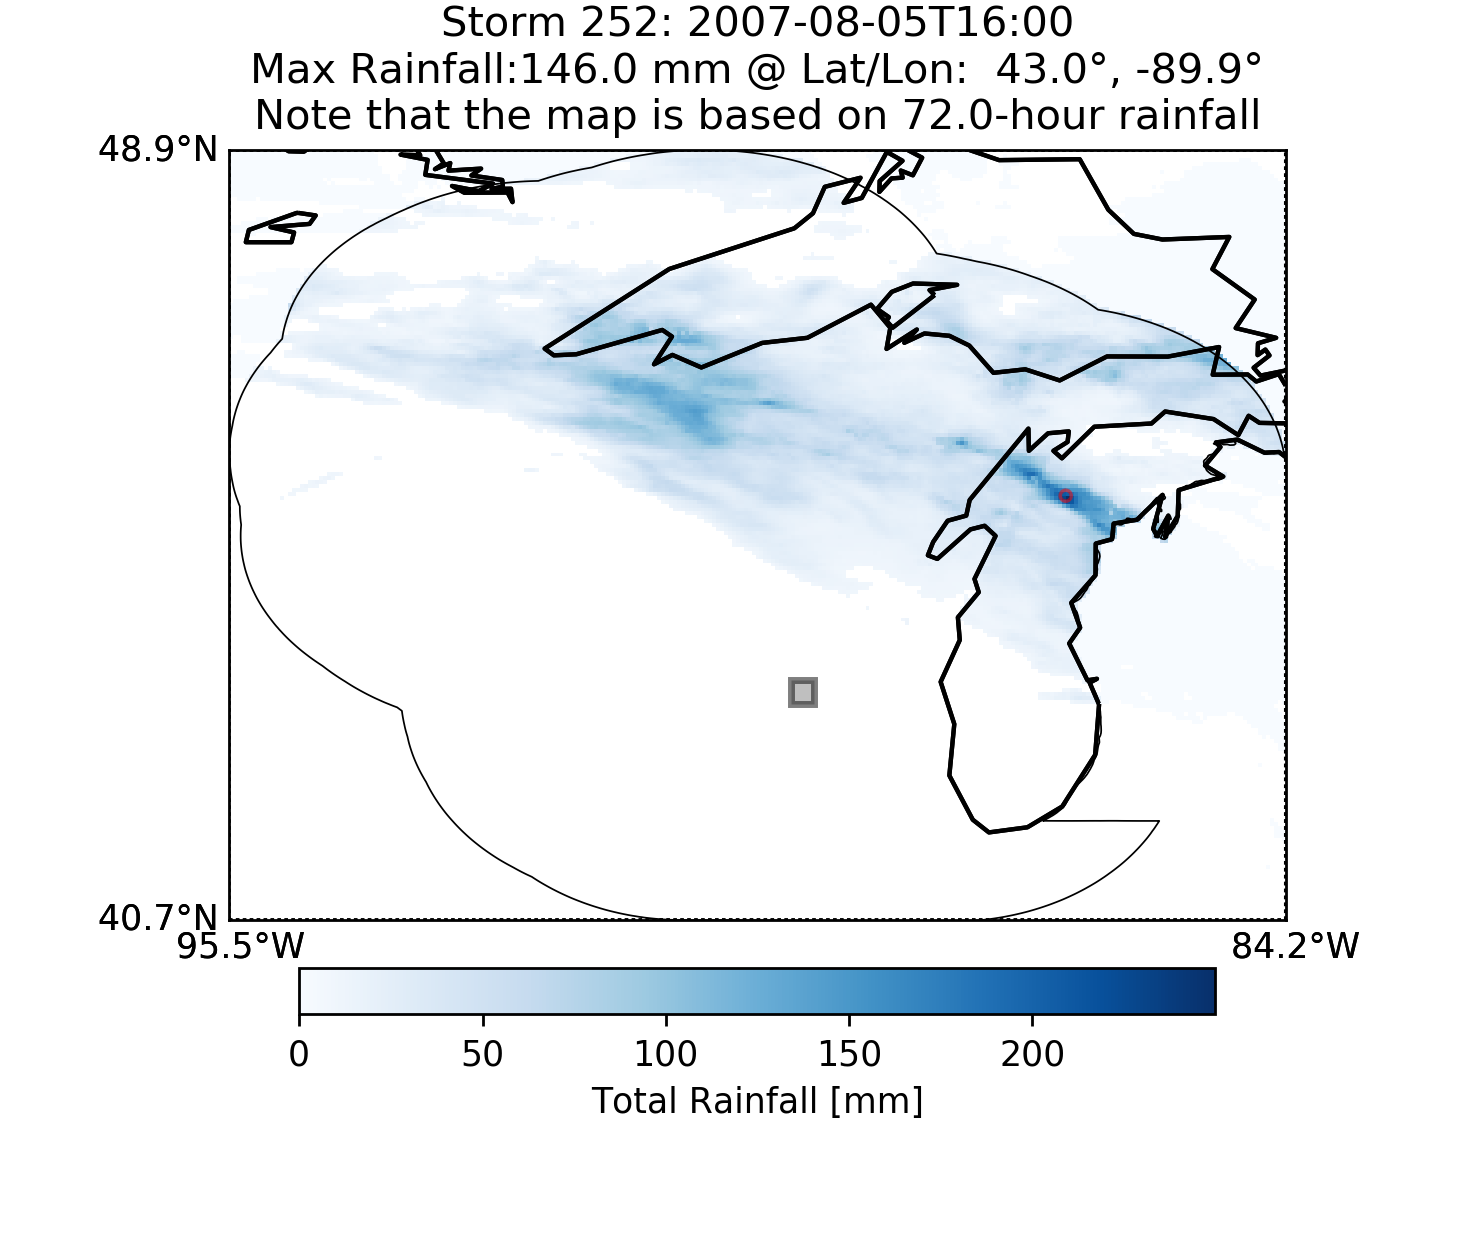 Storm 252: 2007-08-05T16:00
Max Rainfall:146.0 mm @ Lat/Lon:  43.0°, -89.9°
Note that the map is based on 72.0-hour rainfall
48.9°N
40.7°N
95.5°W
84.2°W
0
50
100
150
200
Total Rainfall [mm]